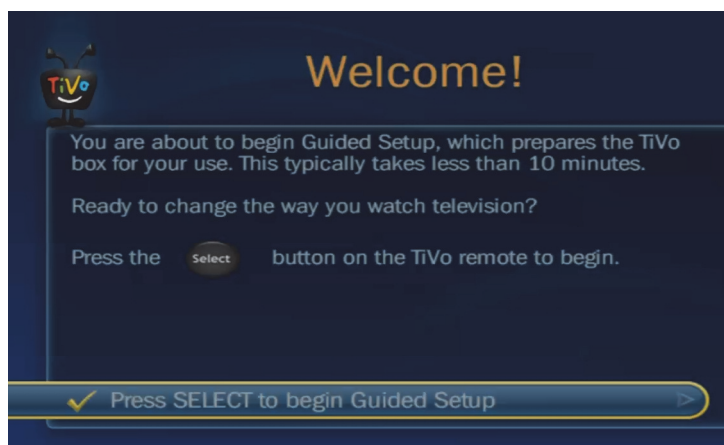 TiVo
Welcome!
You are about to begin Guided Setup, which prepares the TiVo
box for your use. This typically takes less than 10 minutes.
Ready to change the way you watch television?
Press the Select button on the TiVo remote to begin.
Press SELECT to begin Guided Setup